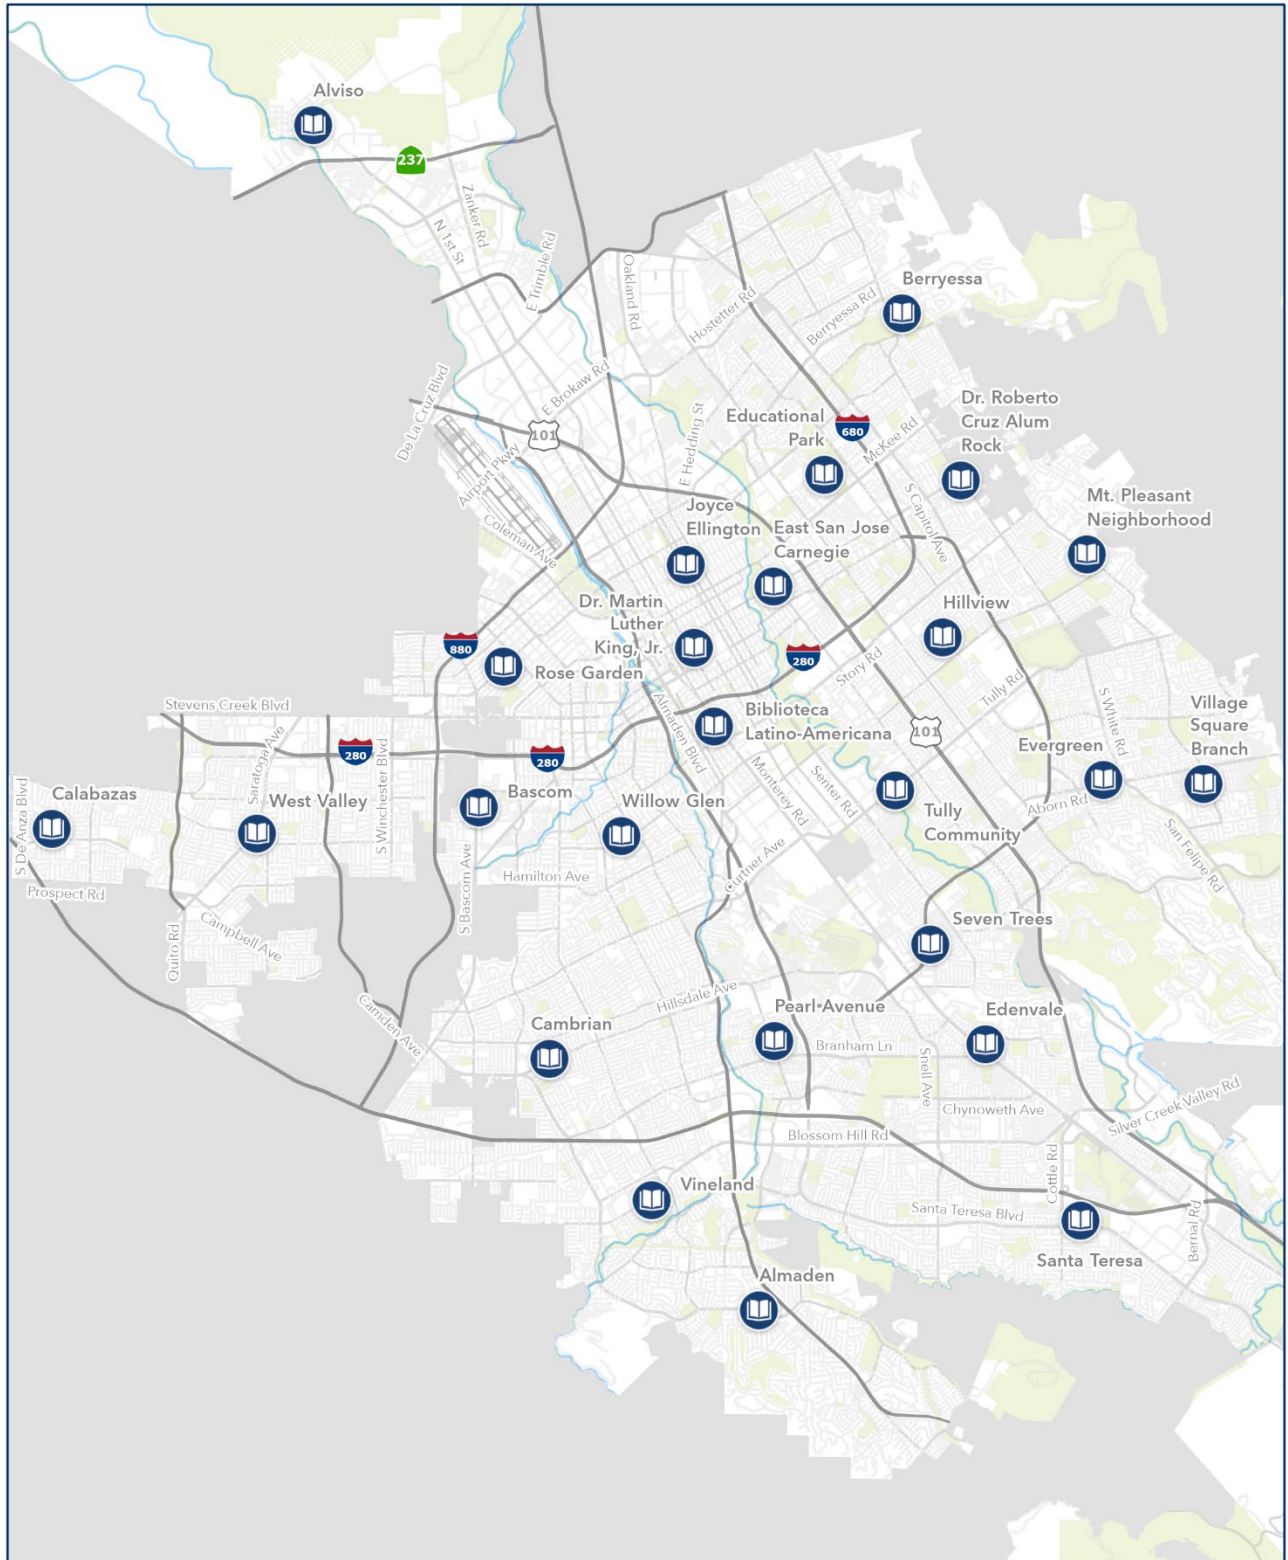 Alviso
237
Zanker Rd
N 1st St
E Trimble Rd
Oakland Rd
Hostetter Rd
Berryessa
Berryessa Rd
De La Cruz Blvd
E Brokaw Rd
101
Airport Pkwy
Coleman Ave
E Hedding St
Educational
Park
680
McKee Rd
Dr. Roberto
Cruz Alum
Rock
S Capitol Ave
Mt. Pleasant
Neighborhood
Joyce
Ellington
East San Jose
Carnegie
Dr. Martin
Luther
King, Jr.
Hillview
880
Rose Garden
280
Story Rd
Tully Rd
Stevens Creek Blvd
Saratoga Ave
280
S Winchester Blvd
280
Almaden Blvd
Biblioteca
Latino-Americana
101
S White Rd
Village
Square
Branch
Evergreen
S De Anza Blvd
Calabazas
West Valley
Bascom
Willow Glen
Monterey Rd
Senter Rd
Tully
Community
Aborn Rd
San Felipe Rd
Prospect Rd
Quito Rd
Campbell Ave
S Bascom Ave
Hamilton Ave
Curtner Ave
Seven Trees
Camden Ave
Hillsdale Ave
Cambrian
Pearl Avenue
Branham Ln
Edenvale
Snell Ave
Chynoweth Ave
Silver Creek Valley Rd
Blossom Hill Rd
Cottle Rd
Vineland
Santa Teresa Blvd
Bernal Rd
Santa Teresa
Almaden